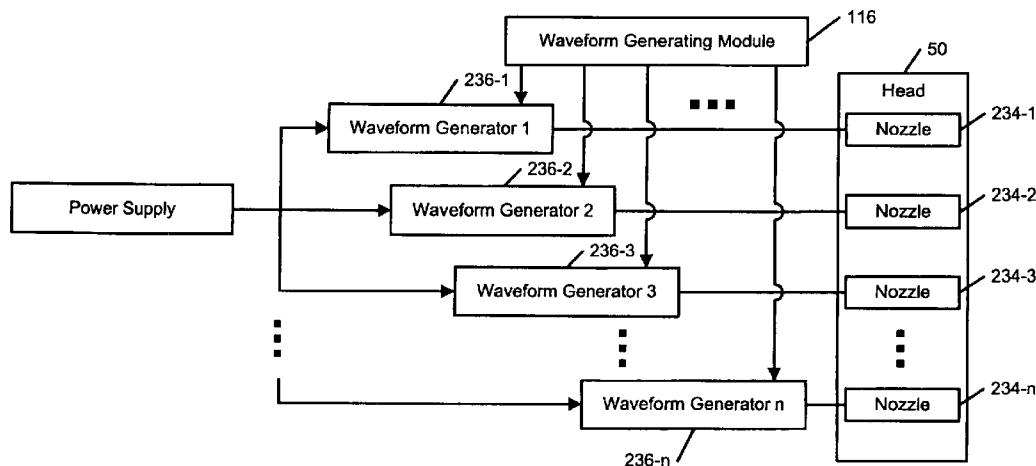 116
Waveform Generating Module
50
236-1
Head
Waveform Generator 1
Nozzle
234-1
236-2
Power Supply
Waveform Generator 2
Nozzle
234-2
236-3
Waveform Generator 3
Nozzle
234-3
Waveform Generator n
Nozzle
234-n
236-n